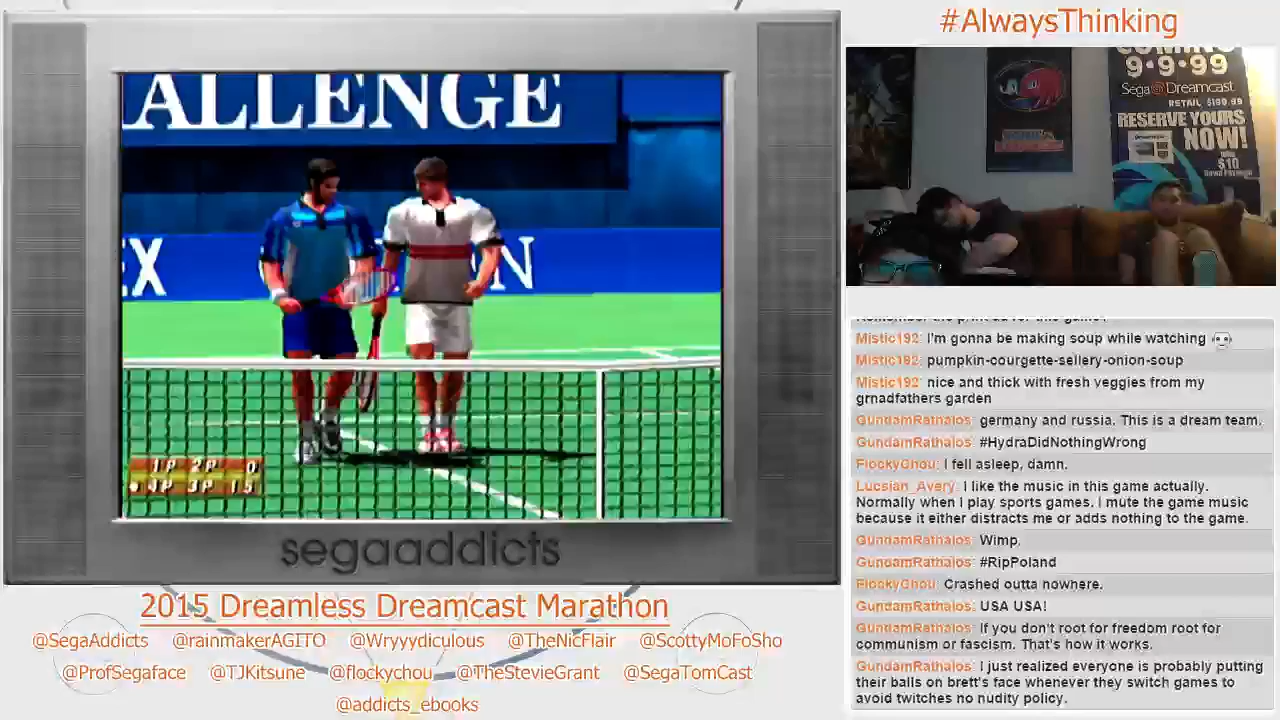 #AlwaysThinking
ALLENGE
EX
N
1P 2P 0
4P 3P 15
segaaddicts
COMING
9·9·99
Sega Dreamcast
RETAIL $199.99
RESERVE YOURS
NOW!
$10
Mistic192: I'm gonna be making soup while watching
Mistic192: pumpkin-courgette-sellery-onion-soup
Mistic192: nice and thick with fresh veggies from my
grnadfathers garden
GundamRathalos: germany and russia. This is a dream team.
GundamRathalos: #HydraDidNothingWrong
FlockyChou: I fell asleep, damn.
Lucsian_Avery: I like the music in this game actually.
Normally when I play sports games. I mute the game music
because it either distracts me or adds nothing to the game.
GundamRathalos: Wimp.
GundamRathalos: #RipPoland
FlockyChou: Crashed outta nowhere.
GundamRathalos: USA USA!
GundamRathalos: If you don't root for freedom root for
communism or fascism. That's how it works.
GundamRathalos: I just realized everyone is probably putting
their balls on brett's face whenever they switch games to
avoid twitches no nudity policy.
2015 Dreamless Dreamcast Marathon
@SegaAddicts @rainmakerAGITO @Wryyydiculous @TheNicFlair @ScottyMoFoSho
@ProfSegaface @TJKitsune @flockychou @TheStevieGrant @SegaTomCast
@addicts_ebooks